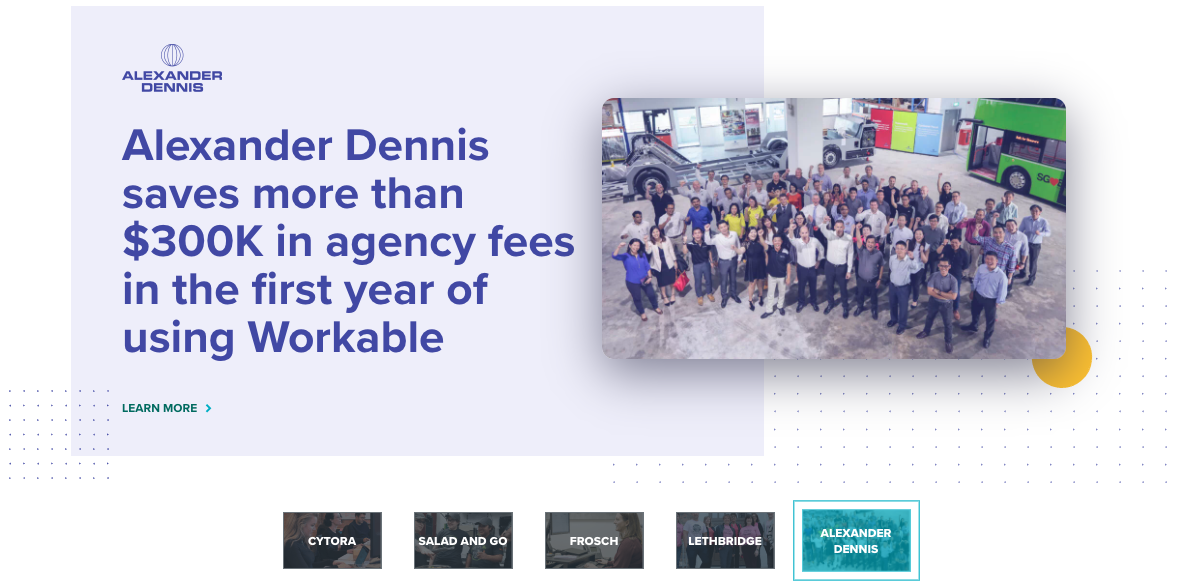 ALEXANDER
DENNIS
Alexander Dennis
saves more than
$300K in agency fees
in the first year of
using Workable
LEARN MORE
SG
CYTORA
SALAD AND GO
FROSCH
LETHBRIDGE
ALEXANDER
DENNIS